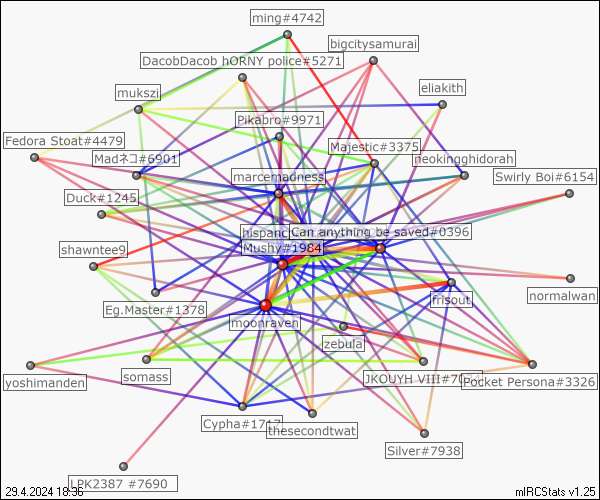 ming#4742
bigcitysamurai
DacobDacob hORNY police#5271
eliakith
mukszi
Pikabro#9971
Fedora Stoat#4479
Majestic#3375
Madネコ#6901
neokingghidorah
marcemadness
Swirly Boi#6154
Duck#1245
Can anything be saved#0396
Mushy#1984
shawntee9
frisout
normalwan
Eg.Master#1378
moonraven
zebula
yoshimanden
somass
JKOUYH VIII#
Pocket Persona#3326
Cypha#1717
thesecondtwat
Silver#7938
LPK2387 #7690
29.4.2024 18:36
mIRCStats v1.25